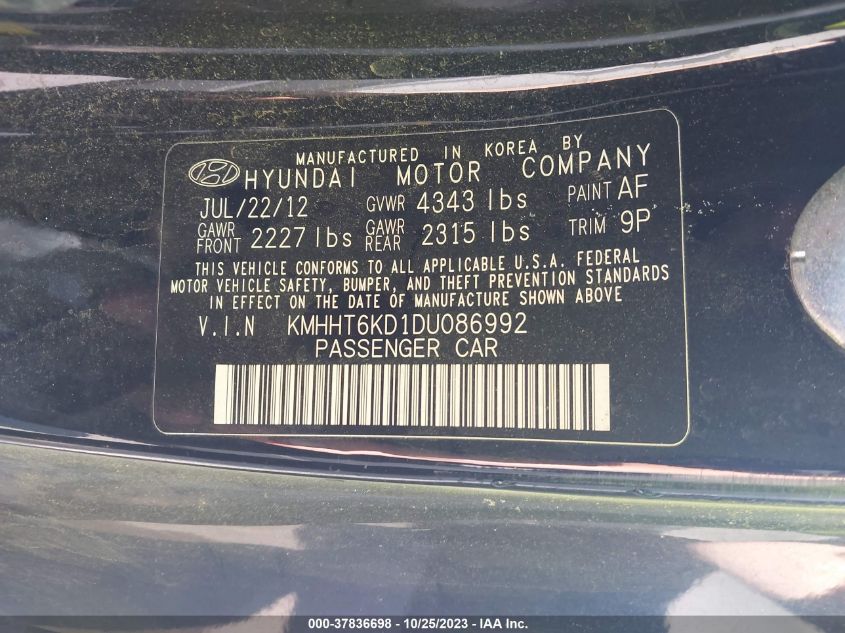 MANUFACTURED IN KOREA BY
HYUNDAI MOTOR COMPANY
JUL/22/12 GVWR 4343 lbs PAINT AF
GAWR FRONT 2227 lbs GAWR REAR 2315 lbs TRIM 9P
THIS VEHICLE CONFORMS TO ALL APPLICABLE U.S.A. FEDERAL
MOTOR VEHICLE SAFETY, BUMPER, AND THEFT PREVENTION STANDARDS
IN EFFECT ON THE DATE OF MANUFACTURE SHOWN ABOVE
V.I.N KMHHT6KD1DU086992
PASSENGER CAR
000-37836698 - 10/25/2023 - IAAI.com